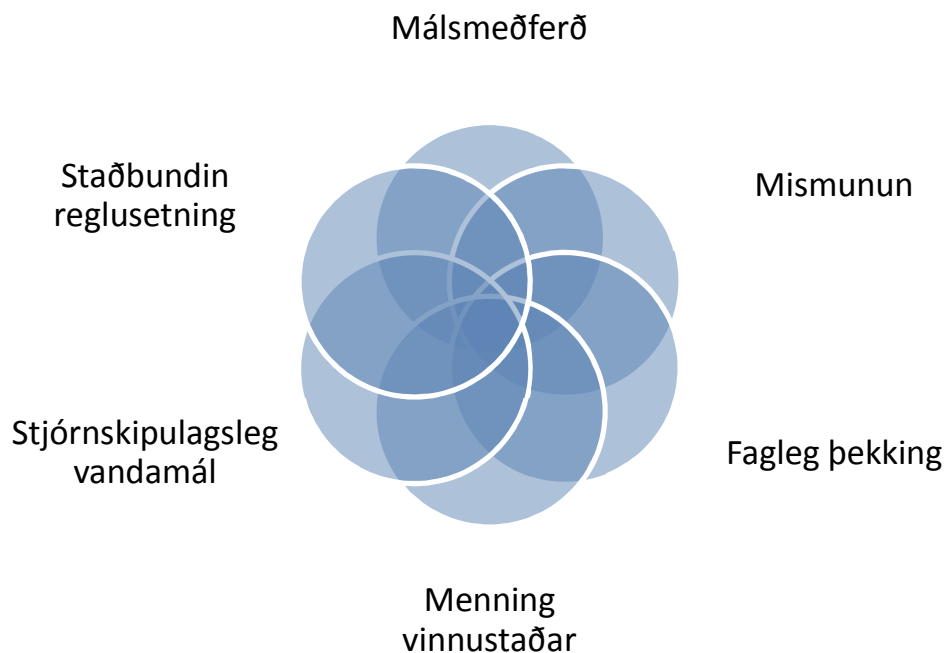 Málsmeðferð
Staðbundin
reglusetning
Mismunun
Stjórnskipulagsleg
vandamál
Fagleg þekking
Menning
vinnustaðar